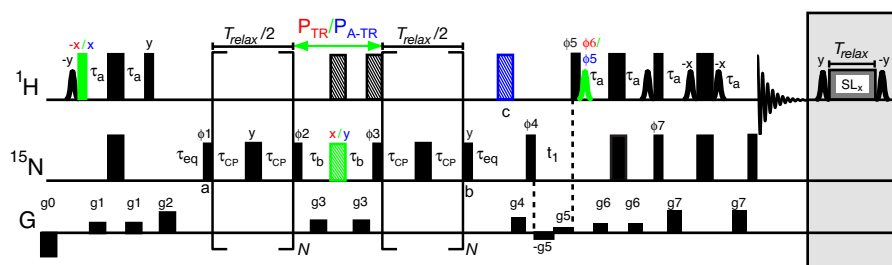 T_relax/2 P_TR/P_A-TR T_relax/2
-x/x y ϕ5 ϕ6/ T_relax
-y ϕ5 -x -x y -y
¹H τ_a τ_a τ_a τ_a τ_a SL_x
c
ϕ1 y ϕ2 x/y ϕ3 y ϕ4 ϕ7
¹⁵N τ_eq τ_CP τ_CP τ_b τ_b τ_CP τ_CP τ_eq t₁
a b
g0 g1 g1 g2 g3 g3 g4 g5 g6 g6 g7 g7
G -g5
N N